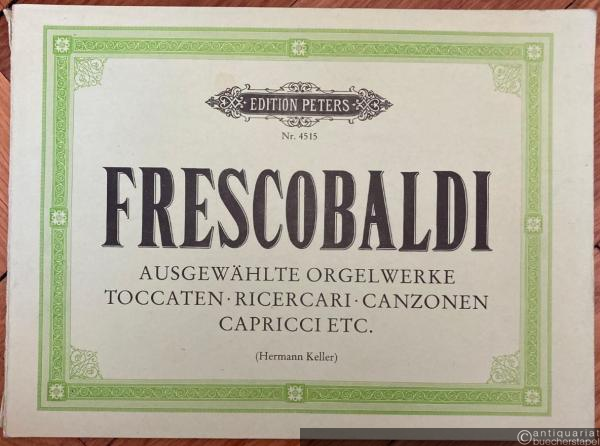 EDITION PETERS
Nr. 4515
FRESCOBALDI
AUSGEWÄHLTE ORGELWERKE
TOCCATEN · RICERCARI · CANZONEN
CAPRICCI ETC.
(Hermann Keller)
©antiquariat
buecherstapel